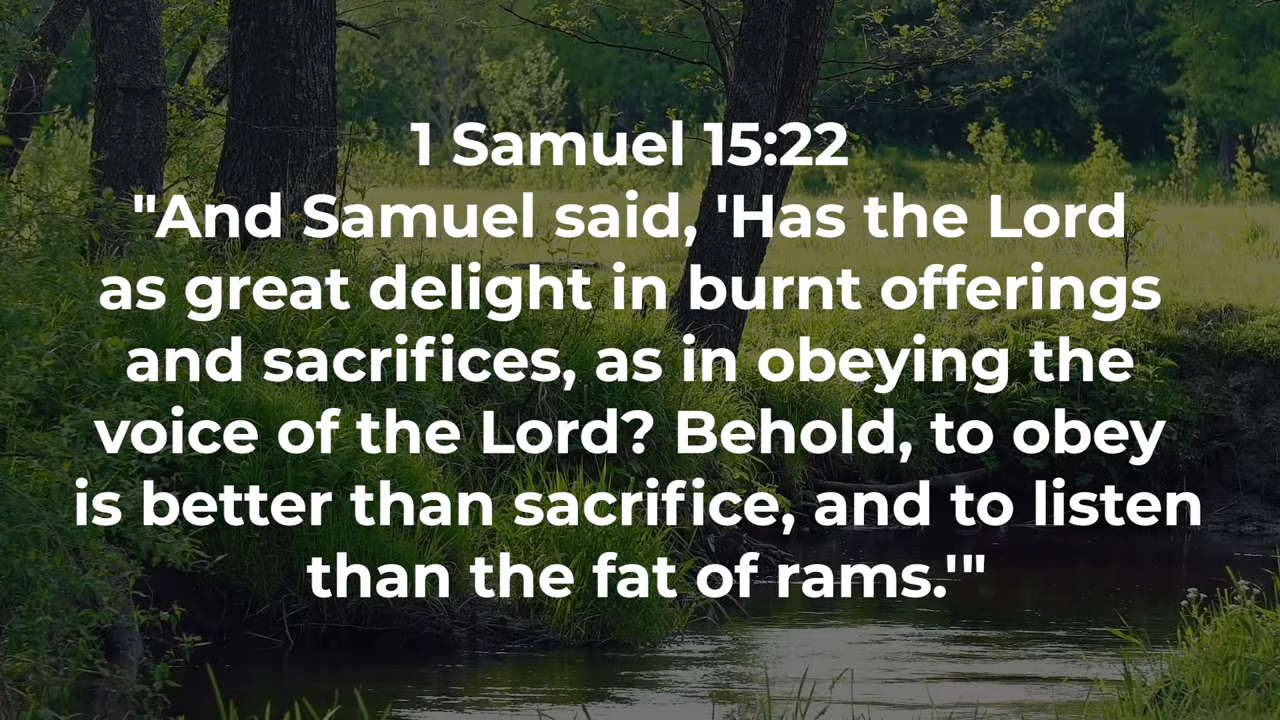 1 Samuel 15:22
"And Samuel said, 'Has the Lord
as great delight in burnt offerings
and sacrifices, as in obeying the
voice of the Lord? Behold, to obey
is better than sacrifice, and to listen
than the fat of rams.'"